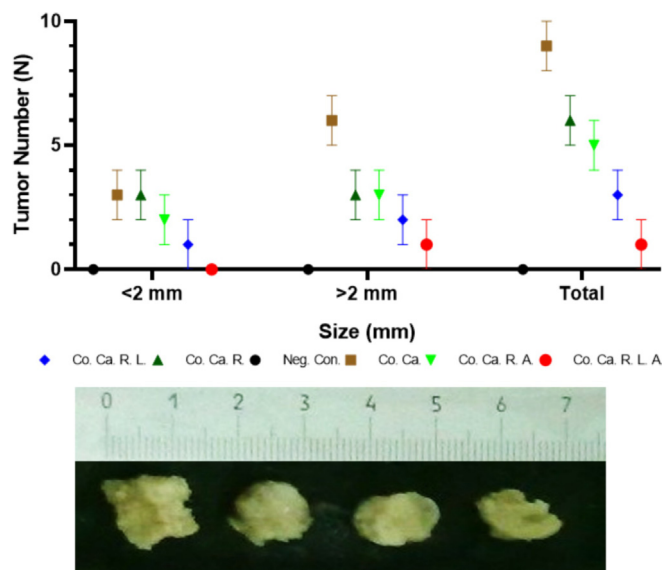 10
Tumor Number (N)
5
0
<2 mm >2 mm Total
Size (mm)
Co. Ca. R. L. Co. Ca. R. Neg. Con. Co. Ca. Co. Ca. R. A. Co. Ca. R. L. A.
0 1 2 3 4 5 6 7